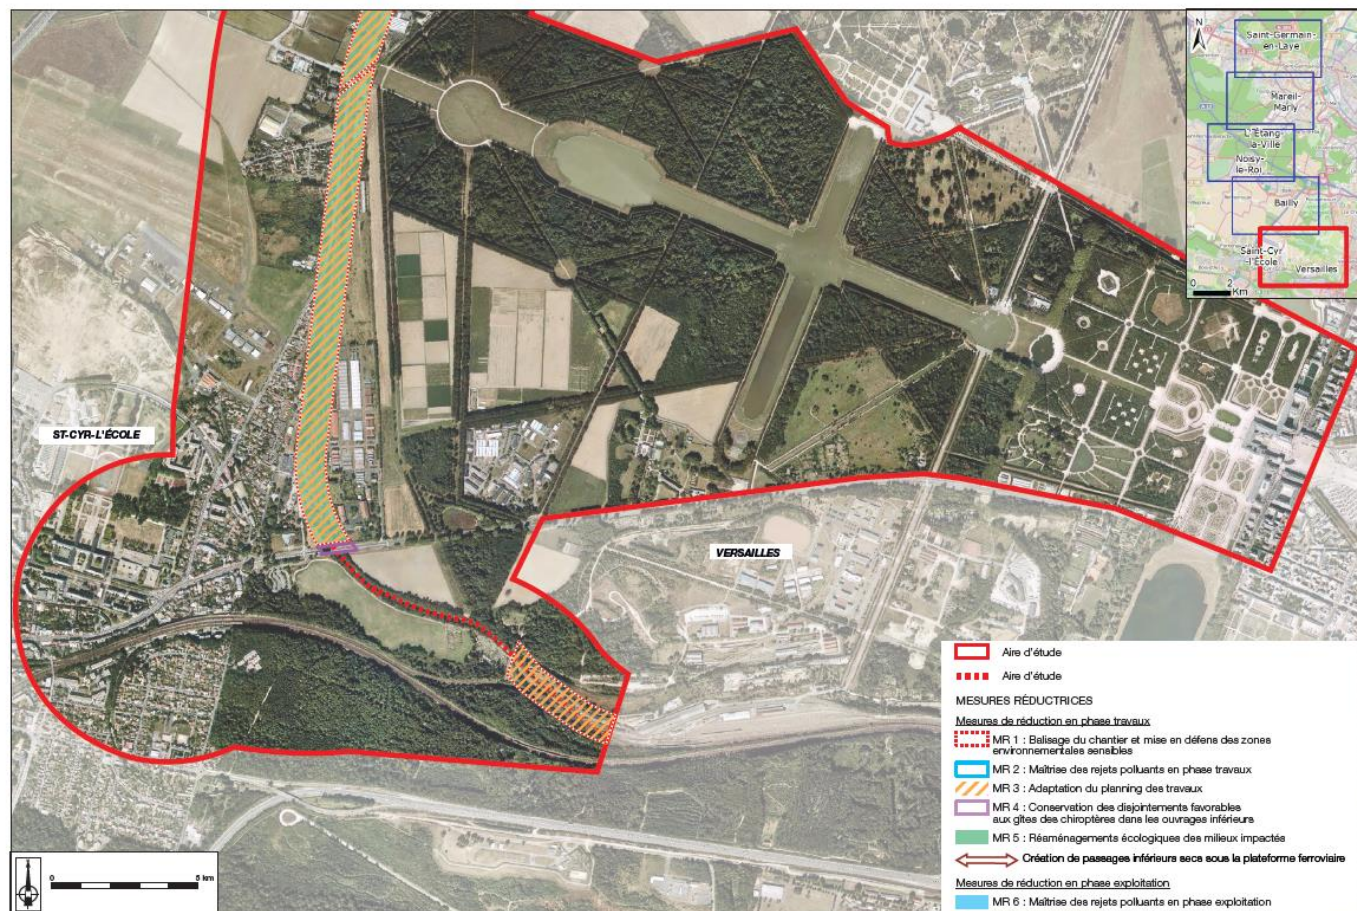 N
Saint-Germain-
en-Laye
Mareil-
Marly
L'Étang-
la-Ville
Noisy-
le-Roi
Bailly
Saint-Cyr
-l'École
Versailles
0 2
Km
ST-CYR-L'ÉCOLE
VERSAILLES
Aire d'étude
Aire d'étude
MESURES RÉDUCTRICES
Mesures de réduction en phase travaux
MR 1 : Balisage du chantier et mise en défens des zones
environnementales sensibles
MR 2 : Maîtrise des rejets polluants en phase travaux
MR 3 : Adaptation du planning des travaux
MR 4 : Conservation des disjointements favorables
aux gîtes des chiroptères dans les ouvrages inférieurs
MR 5 : Réaménagements écologiques des milieux impactés
Création de passages inférieurs secs sous la plateforme ferroviaire
Mesures de réduction en phase exploitation
MR 6 : Maîtrise des rejets polluants en phase exploitation
0 5 km